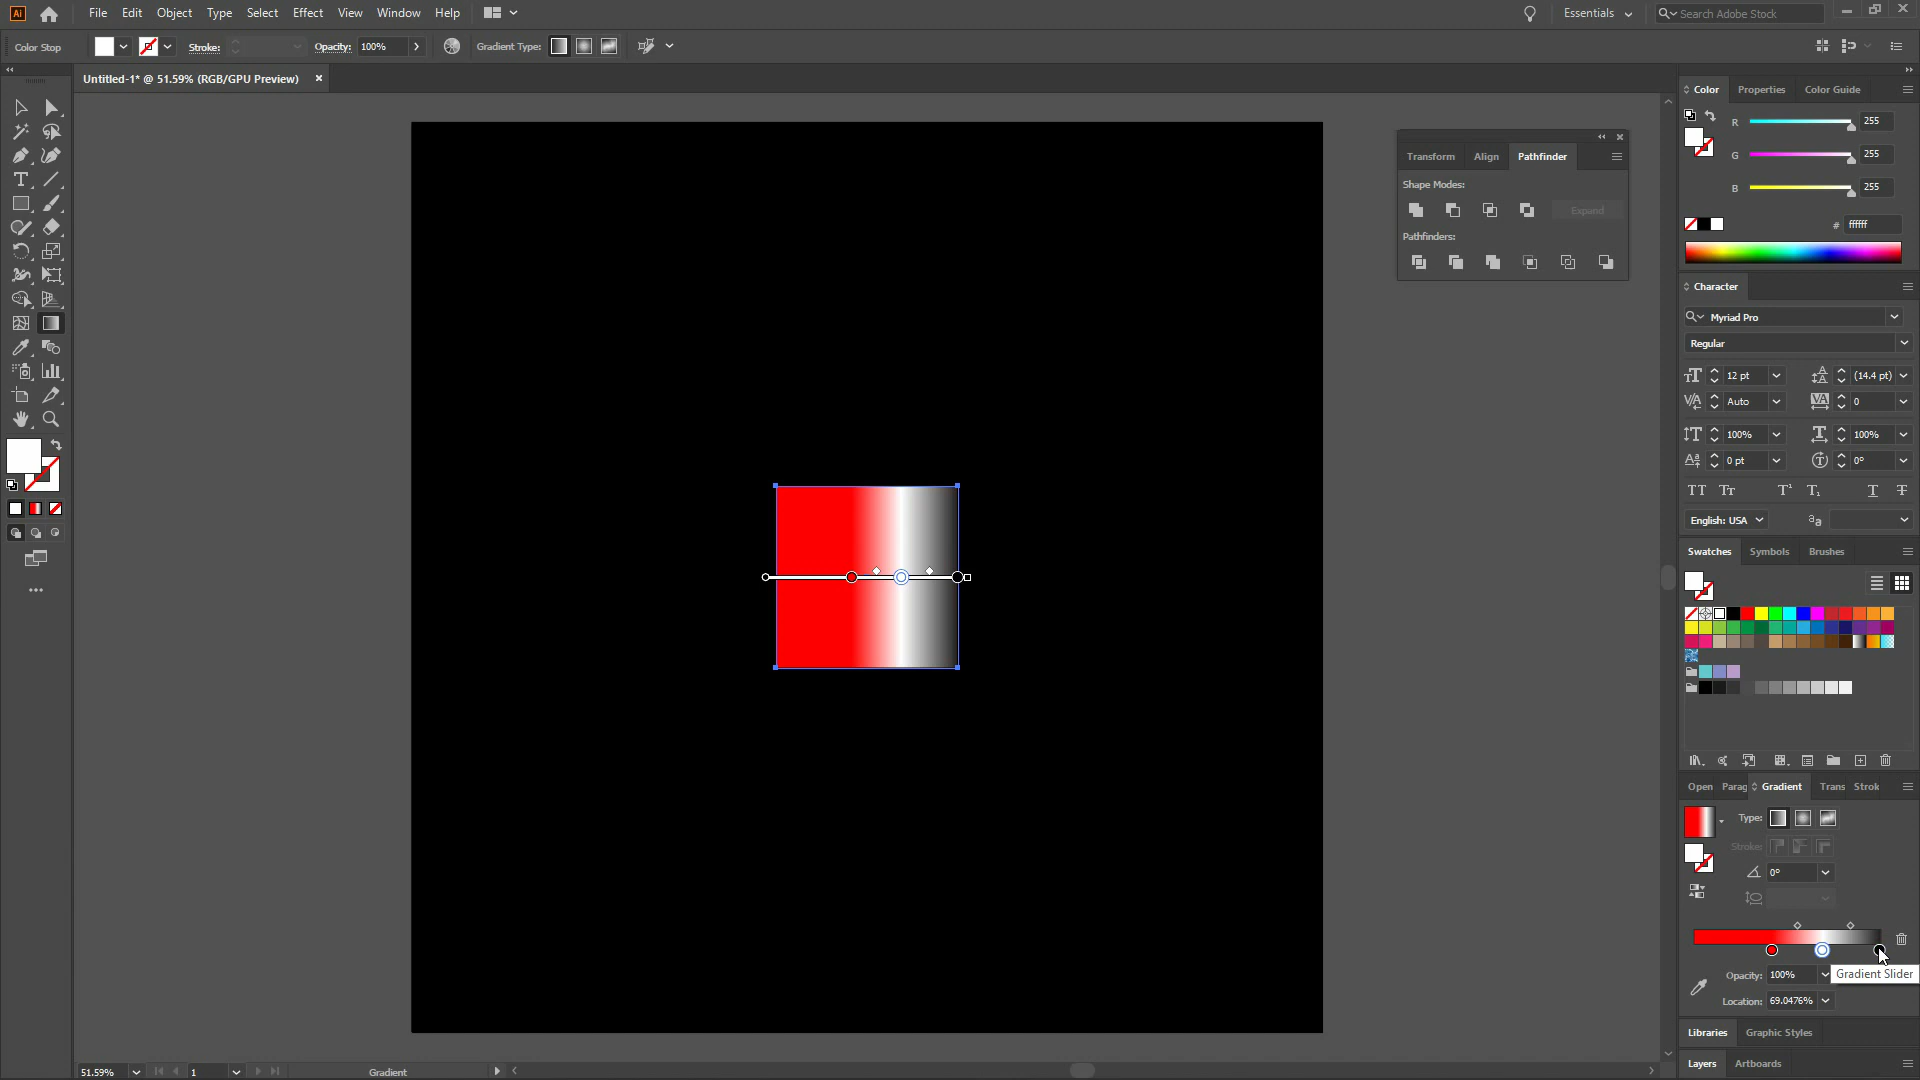 Ai File Edit Object Type Select Effect View Window Help Essentials Search Adobe Stock
Color Stop Stroke: Opacity: 100% Gradient Type:
Untitled-1* @ 51.59% (RGB/GPU Preview)
Color Properties Color Guide
R 255
G 255
B 255
# ffffff
Transform Align Pathfinder
Shape Modes:
Expand
Pathfinders:
Character
Myriad Pro
Regular
12 pt (14.4 pt)
Auto 0
100% 100%
0 pt 0°
English: USA
Swatches Symbols Brushes
Open Parag Gradient Trans Strok
Type:
Stroke:
0°
Opacity: 100% Gradient Slider
Location: 69.0476%
Libraries Graphic Styles
Layers Artboards
51.59% 1 Gradient